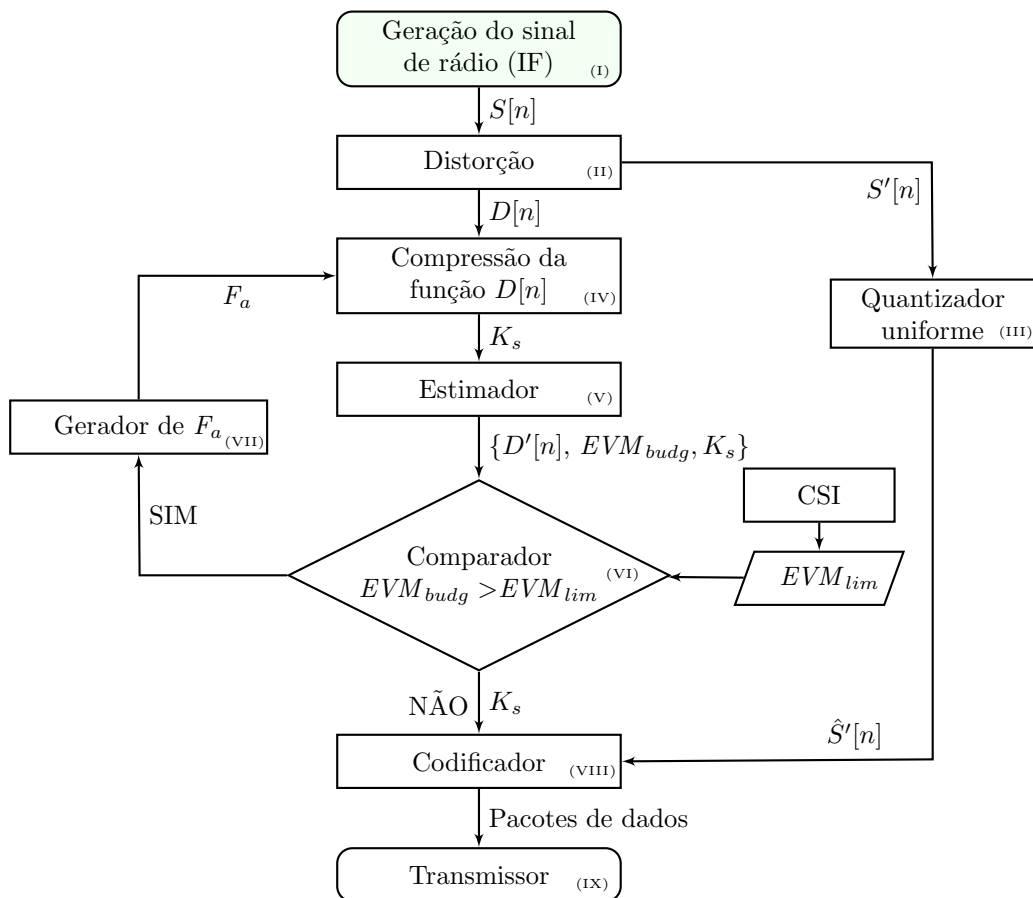 Geração do sinal
de rádio (IF) (I)
S[n]
Distorção (II)
S′[n]
D[n]
Compressão da
função D[n] (IV)
F_a
Quantizador
uniforme (III)
K_s
Estimador (V)
Gerador de F_a (VII)
{D′[n], EVM_budg, K_s}
CSI
SIM
Comparador
EVM_budg >EVM_lim (VI)
EVM_lim
NÃO K_s
Ŝ′[n]
Codificador (VIII)
Pacotes de dados
Transmissor (IX)